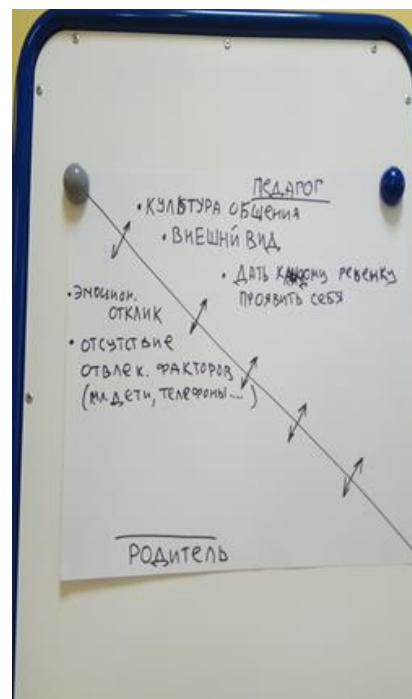 ПЕДАГОГ
• КУЛЬТУРА ОБЩЕНИЯ
• ВНЕШНИЙ ВИД
• ДАТЬ КАЖДОМУ РЕБЕНКУ
ПРОЯВИТЬ СЕБЯ
• ЭМОЦИОН.
ОТКЛИК
• ОТСУТСТВИЕ
ОТВЛЕК. ФАКТОРОВ
(МЛ ДЕТИ, ТЕЛЕФОНЫ....)
РОДИТЕЛЬ